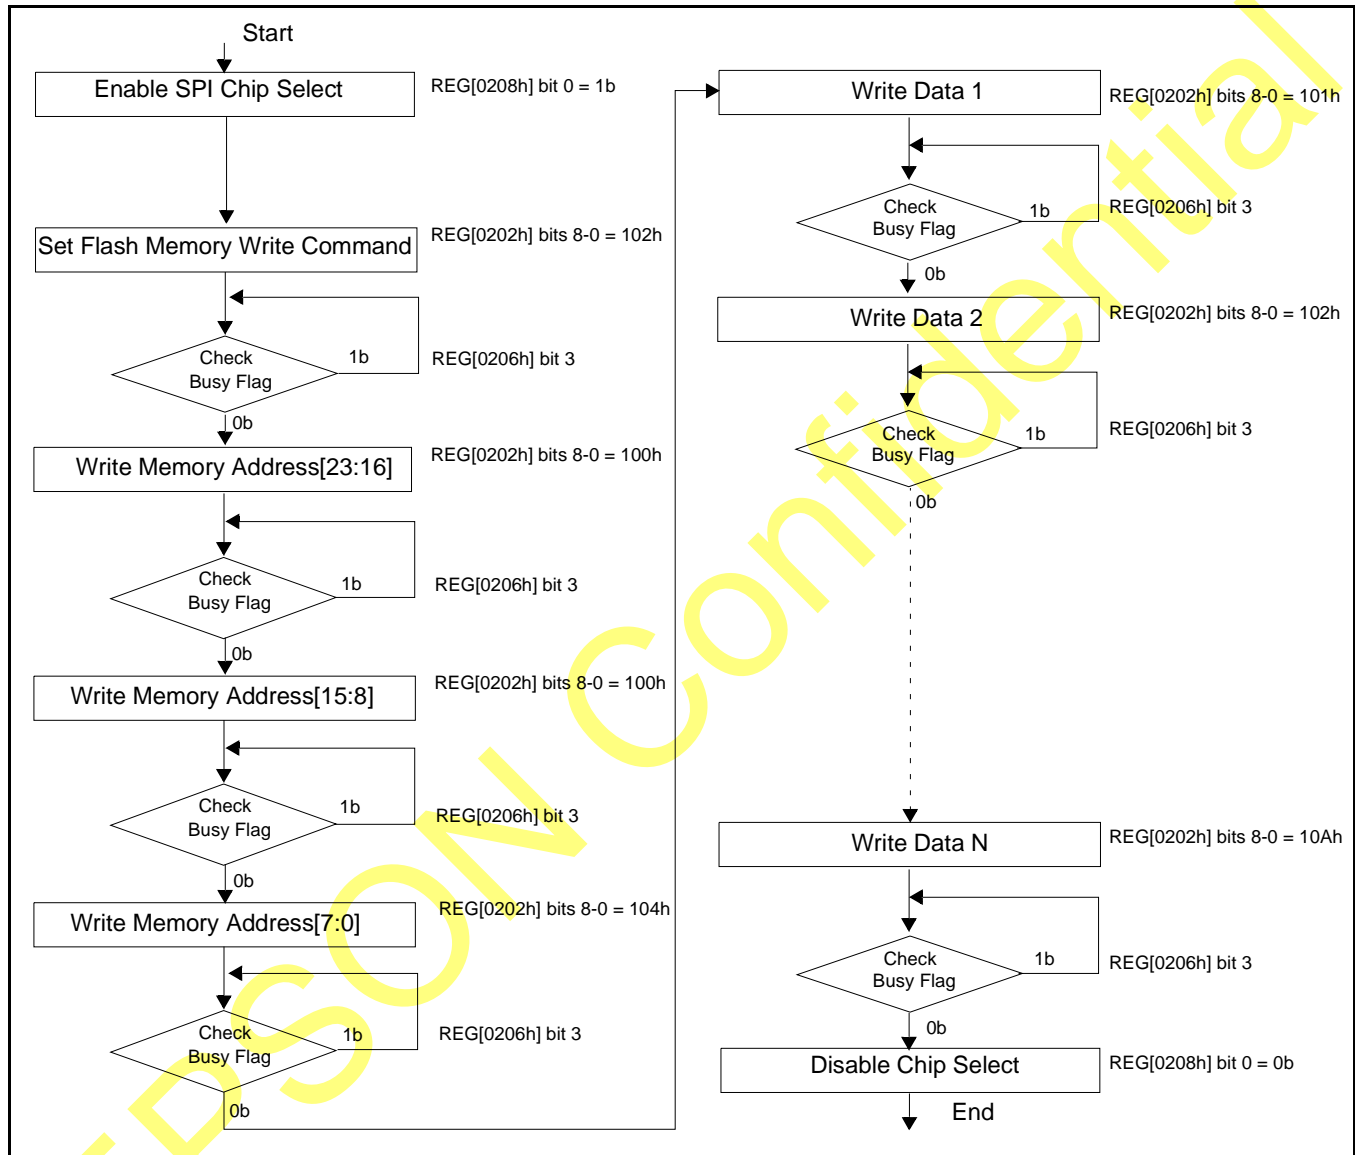 Start
Enable SPI Chip Select
REG[0208h] bit 0 = 1b
Set Flash Memory Write Command
REG[0202h] bits 8-0 = 102h
Check
Busy Flag
1b
REG[0206h] bit 3
0b
Write Memory Address[23:16]
REG[0202h] bits 8-0 = 100h
Check
Busy Flag
1b
REG[0206h] bit 3
0b
Write Memory Address[15:8]
REG[0202h] bits 8-0 = 100h
Check
Busy Flag
1b
REG[0206h] bit 3
0b
Write Memory Address[7:0]
REG[0202h] bits 8-0 = 104h
Check
Busy Flag
1b
REG[0206h] bit 3
0b
Write Data 1
REG[0202h] bits 8-0 = 101h
Check
Busy Flag
1b
REG[0206h] bit 3
0b
Write Data 2
REG[0202h] bits 8-0 = 102h
Check
Busy Flag
1b
REG[0206h] bit 3
0b
Write Data N
REG[0202h] bits 8-0 = 10Ah
Check
Busy Flag
1b
REG[0206h] bit 3
0b
Disable Chip Select
REG[0208h] bit 0 = 0b
End
EPSON Confidential